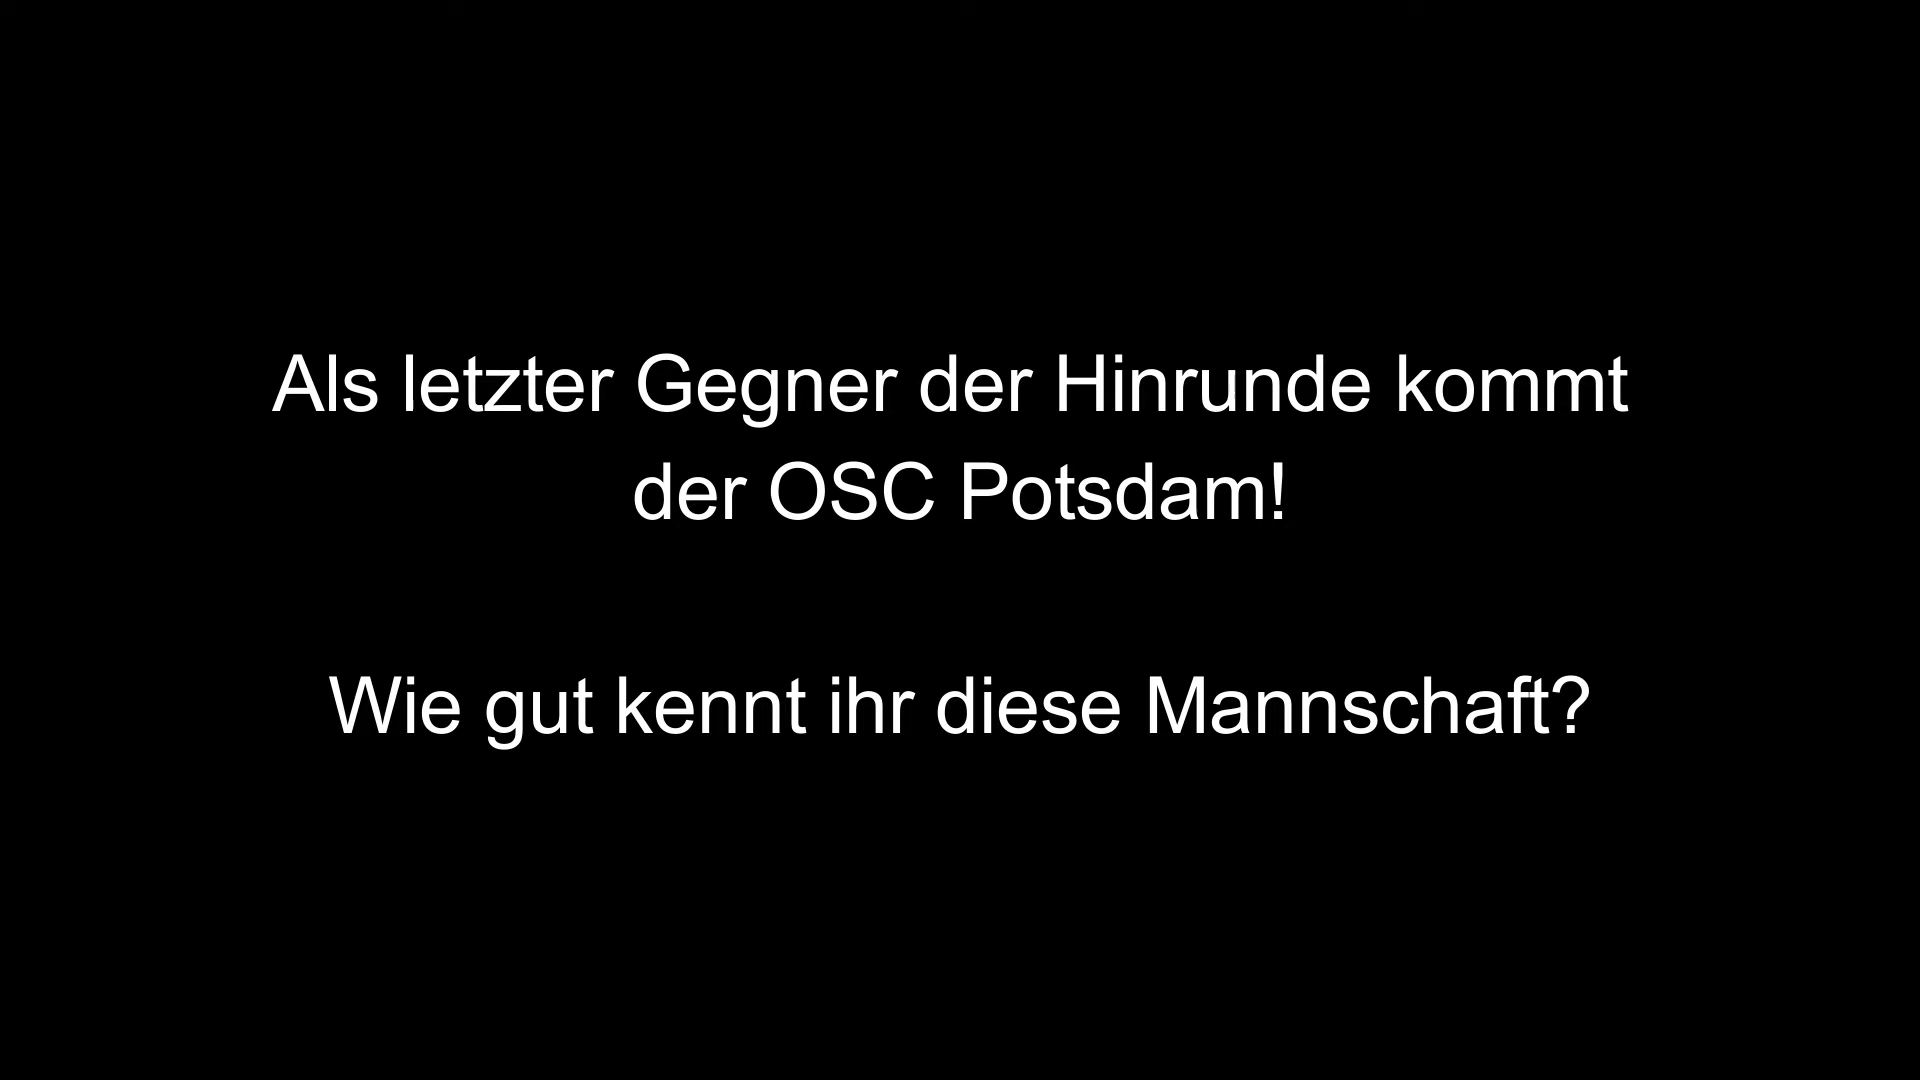 Als letzter Gegner der Hinrunde kommt
der OSC Potsdam!
Wie gut kennt ihr diese Mannschaft?